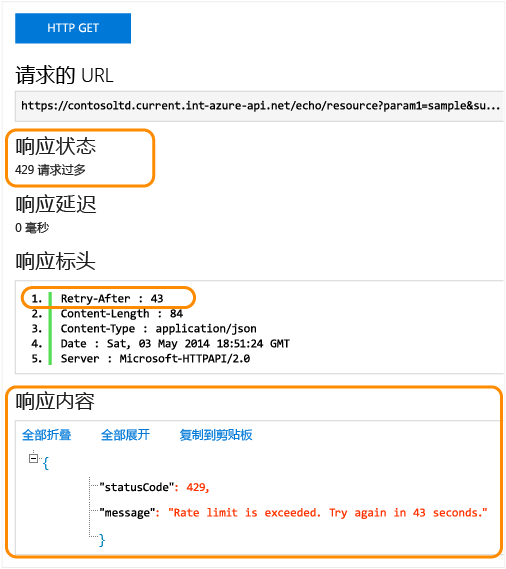 HTTP GET
请求的 URL
https://contosoltd.current.int-azure-api.net/echo/resource?param1=sample&su...
响应状态
429 请求过多
响应延迟
0 毫秒
响应标头
1. Retry-After : 43
2. Content-Length : 84
3. Content-Type : application/json
4. Date : Sat, 03 May 2014 18:51:24 GMT
5. Server : Microsoft-HTTPAPI/2.0
响应内容
全部折叠 全部展开 复制到剪贴板
{
"statusCode": 429,
"message": "Rate limit is exceeded. Try again in 43 seconds."
}